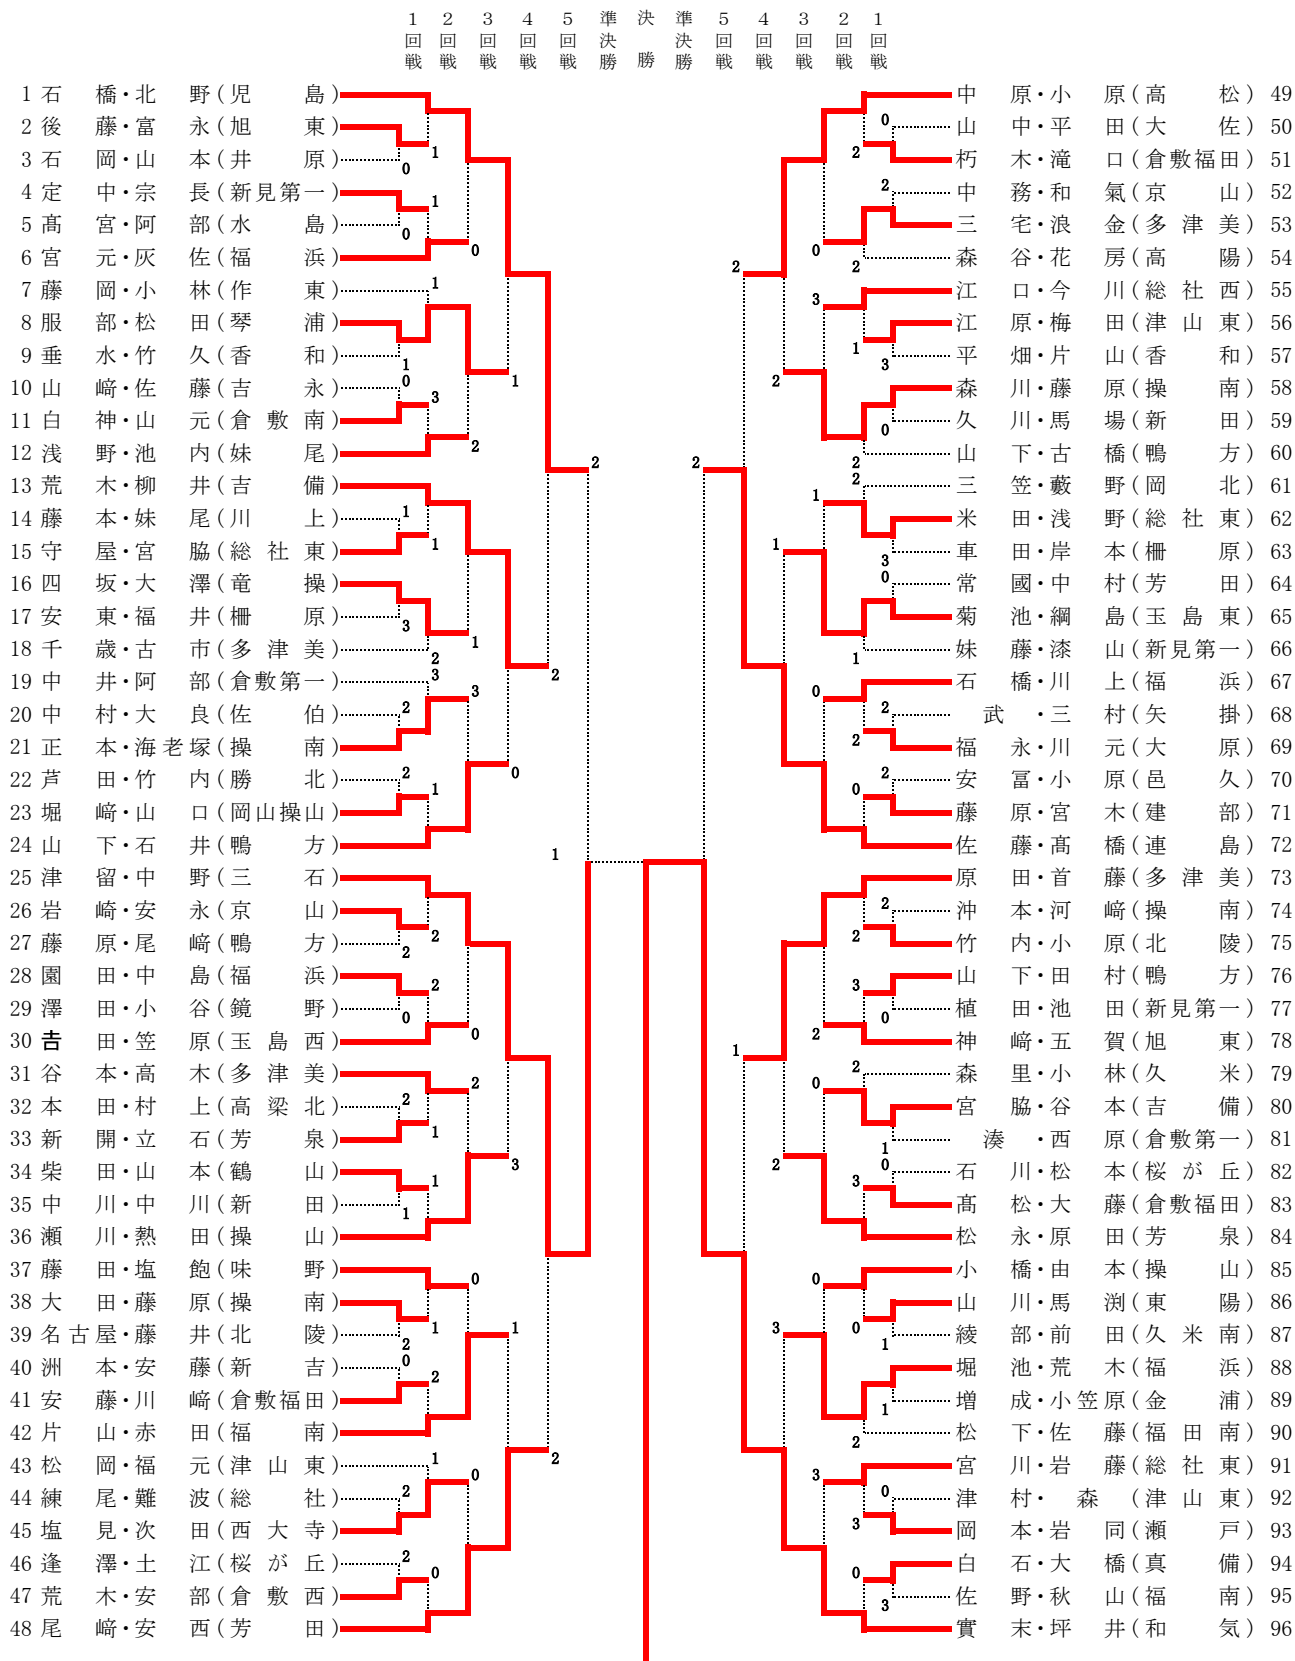 1回戦 2回戦 3回戦 4回戦 5回戦 準決勝 決勝 準決勝 5回戦 4回戦 3回戦 2回戦 1回戦
1 石橋・北野(児島)
2 後藤・富永(旭東)
3 石岡・山本(井原)
4 定中・宗長(新見第一)
5 髙宮・阿部(水島)
6 宮元・灰佐(福浜)
7 藤岡・小林(作東)
8 服部・松田(琴浦)
9 垂水・竹久(香和)
10 山﨑・佐藤(吉永)
11 白神・山元(倉敷南)
12 浅野・池内(妹尾)
13 荒木・柳井(吉備)
14 藤本・妹尾(川上)
15 守屋・宮脇(総社東)
16 四坂・大澤(竜操)
17 安東・福井(柵原)
18 千歳・古市(多津美)
19 中井・阿部(倉敷第一)
20 中村・大良(佐伯)
21 正本・海老塚(操南)
22 芦田・竹内(勝北)
23 堀﨑・山口(岡山操山)
24 山下・石井(鴨方)
25 津留・中野(三石)
26 岩崎・安永(京山)
27 藤原・尾﨑(鴨方)
28 園田・中島(福浜)
29 澤田・小谷(鏡野)
30 𠮷田・笠原(玉島西)
31 谷本・高木(多津美)
32 本田・村上(高梁北)
33 新開・立石(芳泉)
34 柴田・山本(鶴山)
35 中川・中川(新田)
36 瀬川・熱田(操山)
37 藤田・塩飽(味野)
38 大田・藤原(操南)
39 名古屋・藤井(北陵)
40 洲本・安藤(新吉)
41 安藤・川﨑(倉敷福田)
42 片山・赤田(福南)
43 松岡・福元(津山東)
44 練尾・難波(総社)
45 塩見・次田(西大寺)
46 逢澤・土江(桜が丘)
47 荒木・安部(倉敷西)
48 尾﨑・安西(芳田)
中原・小原(高松) 49
山中・平田(大佐) 50
朽木・滝口(倉敷福田) 51
中務・和氣(京山) 52
三宅・浪金(多津美) 53
森谷・花房(高陽) 54
江口・今川(総社西) 55
江原・梅田(津山東) 56
平畑・片山(香和) 57
森川・藤原(操南) 58
久川・馬場(新田) 59
山下・古橋(鴨方) 60
三笠・藪野(岡北) 61
米田・浅野(総社東) 62
車田・岸本(柵原) 63
常國・中村(芳田) 64
菊池・綱島(玉島東) 65
妹藤・漆山(新見第一) 66
石橋・川上(福浜) 67
武・三村(矢掛) 68
福永・川元(大原) 69
安冨・小原(邑久) 70
藤原・宮木(建部) 71
佐藤・髙橋(連島) 72
原田・首藤(多津美) 73
沖本・河﨑(操南) 74
竹内・小原(北陵) 75
山下・田村(鴨方) 76
植田・池田(新見第一) 77
神﨑・五賀(旭東) 78
森里・小林(久米) 79
宮脇・谷本(吉備) 80
湊・西原(倉敷第一) 81
石川・松本(桜が丘) 82
髙松・大藤(倉敷福田) 83
松永・原田(芳泉) 84
小橋・由本(操山) 85
山川・馬渕(東陽) 86
綾部・前田(久米南) 87
堀池・荒木(福浜) 88
増成・小笠原(金浦) 89
松下・佐藤(福田南) 90
宮川・岩藤(総社東) 91
津村・森(津山東) 92
岡本・岩同(瀬戸) 93
白石・大橋(真備) 94
佐野・秋山(福南) 95
實末・坪井(和気) 96